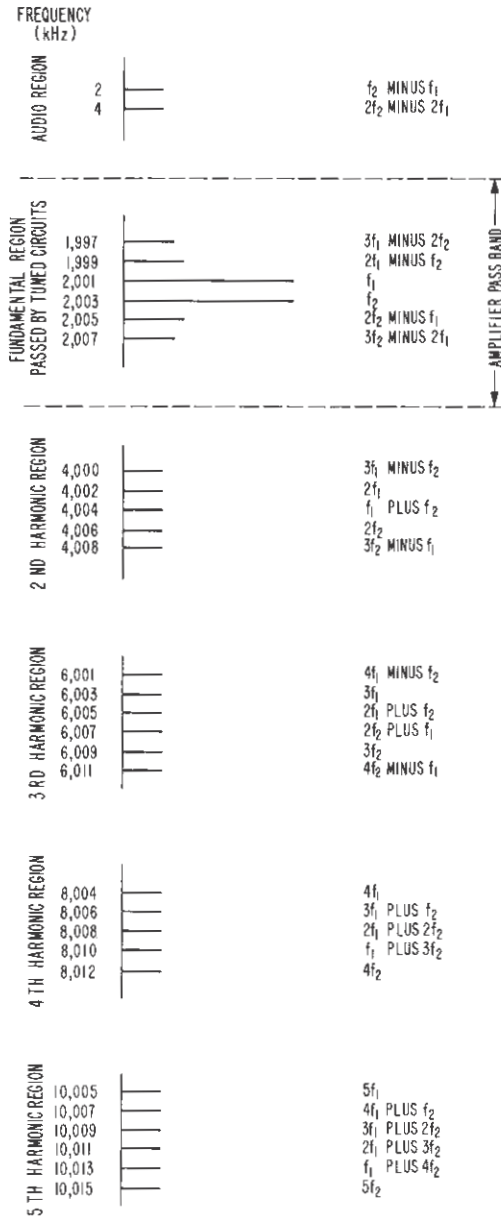 FREQUENCY
(kHz)
AUDIO REGION
2 f₂ MINUS f₁
4 2f₂ MINUS 2f₁
FUNDAMENTAL REGION
PASSED BY TUNED CIRCUITS
1,997 3f₁ MINUS 2f₂
1,999 2f₁ MINUS f₂
2,001 f₁
2,003 f₂
2,005 2f₂ MINUS f₁
2,007 3f₂ MINUS 2f₁
AMPLIFIER PASS BAND
2 ND HARMONIC REGION
4,000 3f₁ MINUS f₂
4,002 2f₁
4,004 f₁ PLUS f₂
4,006 2f₂
4,008 3f₂ MINUS f₁
3 RD HARMONIC REGION
6,001 4f₁ MINUS f₂
6,003 3f₁
6,005 2f₁ PLUS f₂
6,007 2f₂ PLUS f₁
6,009 3f₂
6,011 4f₂ MINUS f₁
4 TH HARMONIC REGION
8,004 4f₁
8,006 3f₁ PLUS f₂
8,008 2f₁ PLUS 2f₂
8,010 f₁ PLUS 3f₂
8,012 4f₂
5 TH HARMONIC REGION
10,005 5f₁
10,007 4f₁ PLUS f₂
10,009 3f₁ PLUS 2f₂
10,011 2f₁ PLUS 3f₂
10,013 f₁ PLUS 4f₂
10,015 5f₂